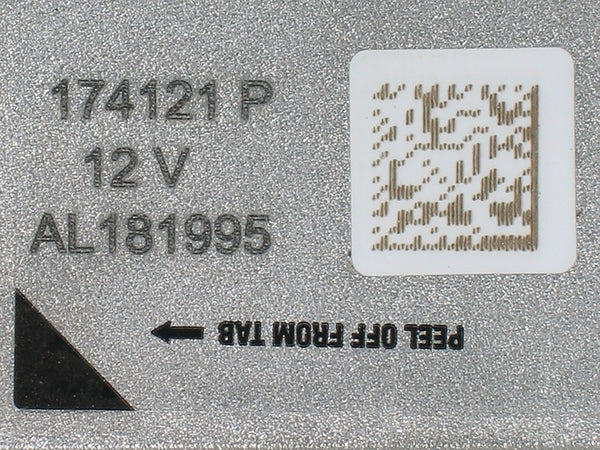 174121 P
12 V
AL181995
PEEL OFF FROM TAB